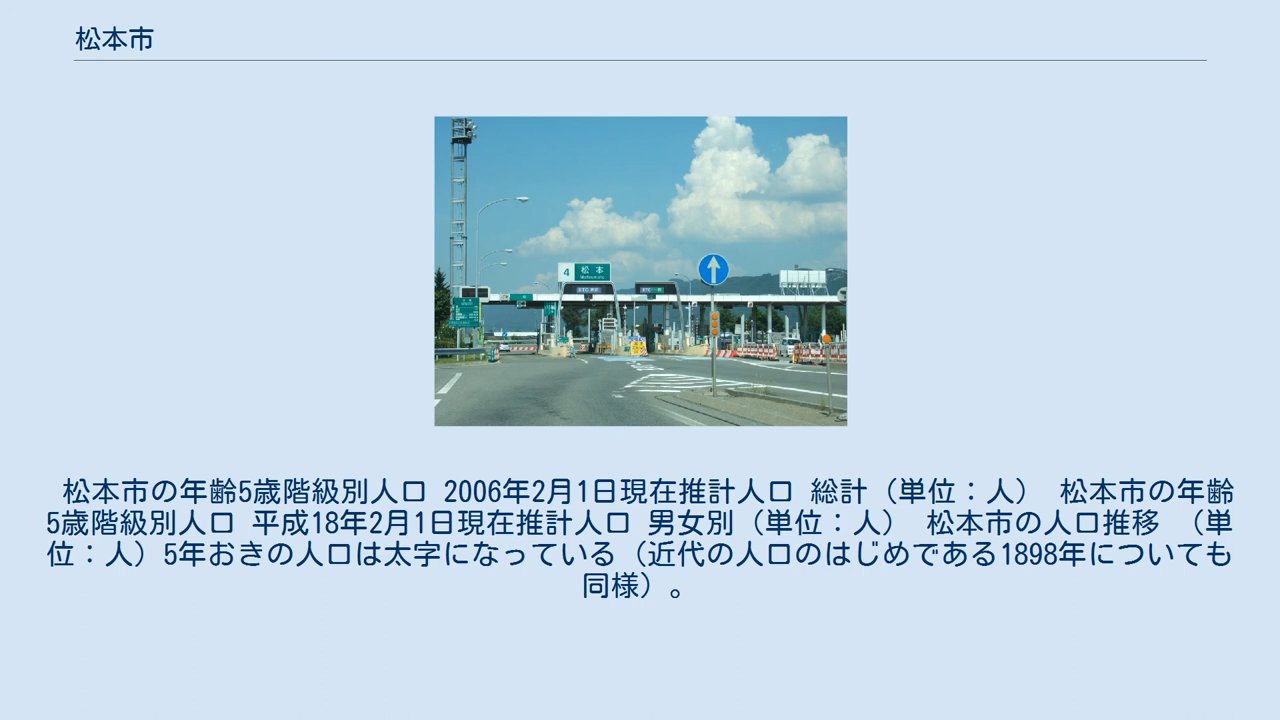 松本市
4 松本
Matsumoto
松本市の年齢5歳階級別人口 2006年2月1日現在推計人口 総計（単位：人） 松本市の年齢
5歳階級別人口 平成18年2月1日現在推計人口 男女別（単位：人） 松本市の人口推移 （単
位：人）5年おきの人口は太字になっている（近代の人口のはじめである1898年についても
同様）。